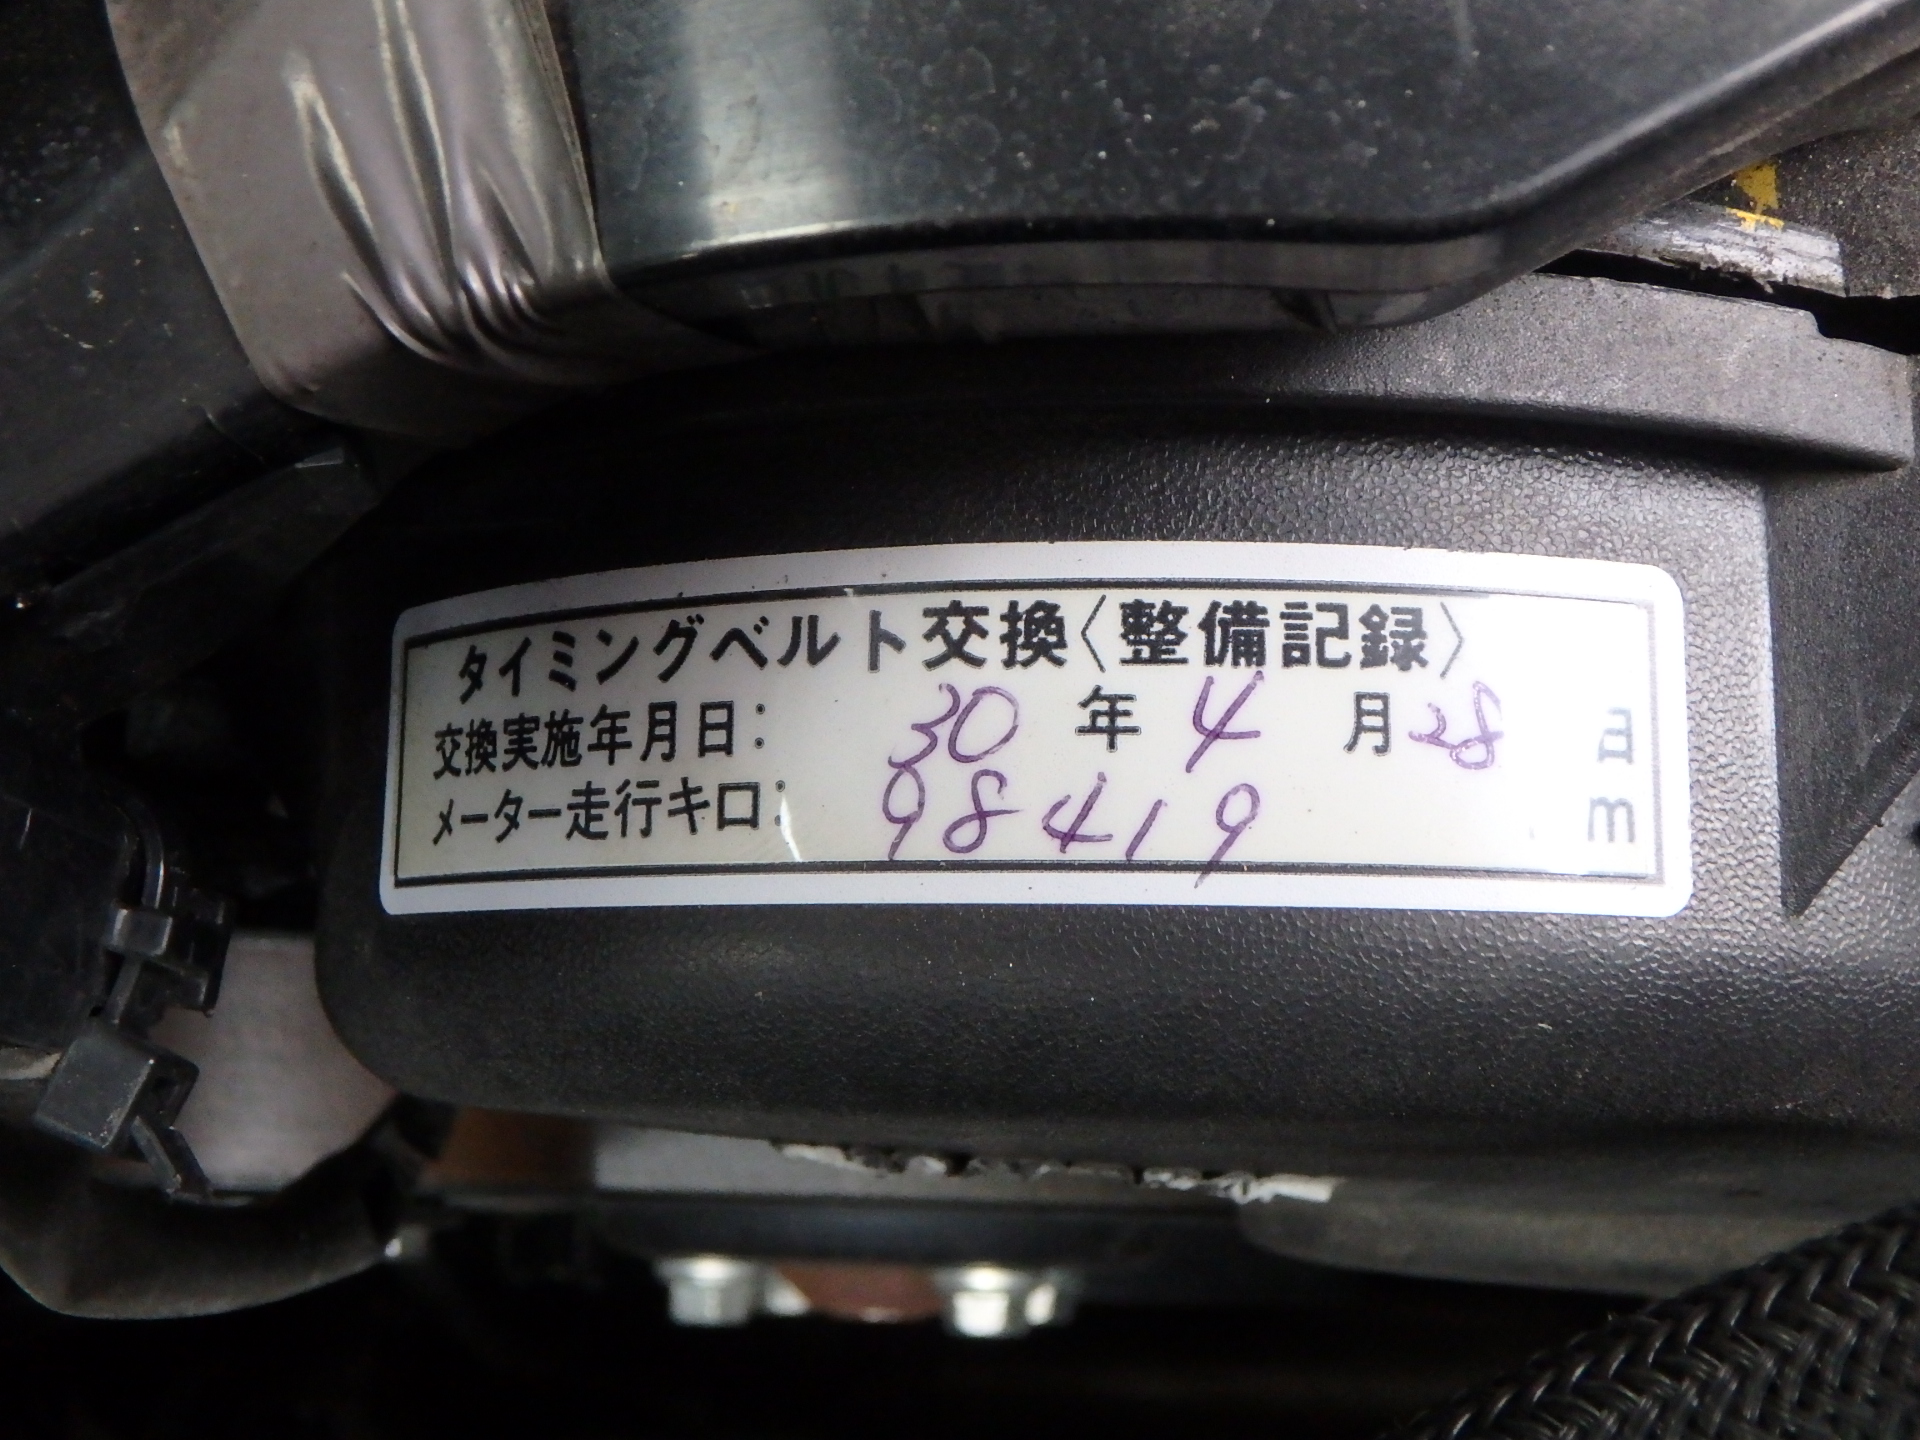 タイミングベルト交換〈整備記録〉
交換実施年月日: 30 年 4 月 28 日
メーター走行キロ: 98419 m